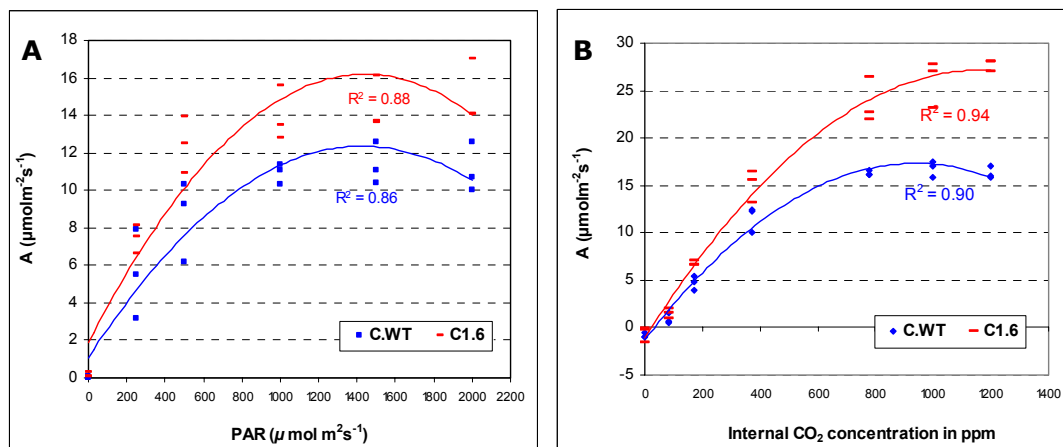 A
A (µmolm⁻²s⁻¹)
18
16
14
12
10
8
6
4
2
0
R² = 0.88
R² = 0.86
C.WT C1.6
0 200 400 600 800 1000 1200 1400 1600 1800 2000 2200
PAR (µ mol m²s⁻¹)
B
A (µmolm⁻²s⁻¹)
30
25
20
15
10
5
0
-5
R² = 0.94
R² = 0.90
C.WT C1.6
0 200 400 600 800 1000 1200 1400
Internal CO₂ concentration in ppm